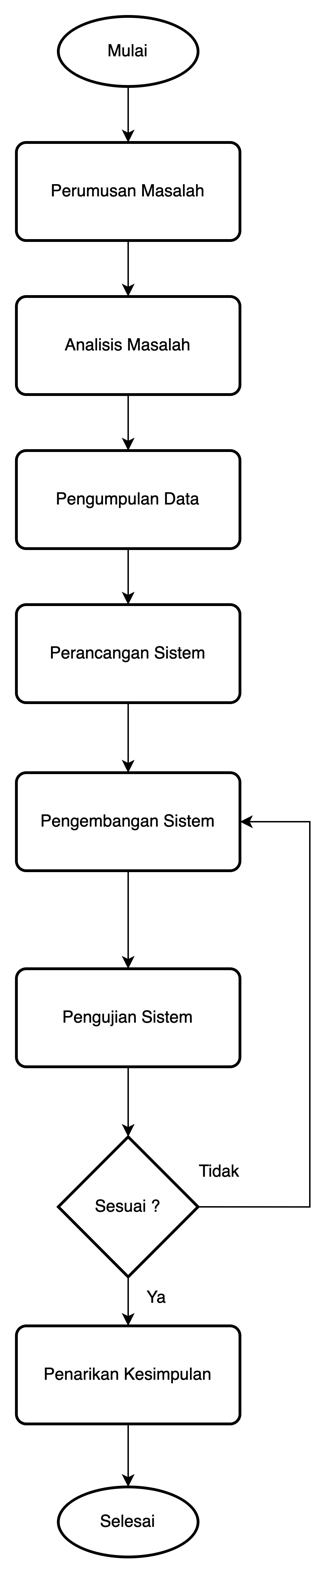 Mulai
Perumusan Masalah
Analisis Masalah
Pengumpulan Data
Perancangan Sistem
Pengembangan Sistem
Pengujian Sistem
Tidak
Sesuai ?
Ya
Penarikan Kesimpulan
Selesai